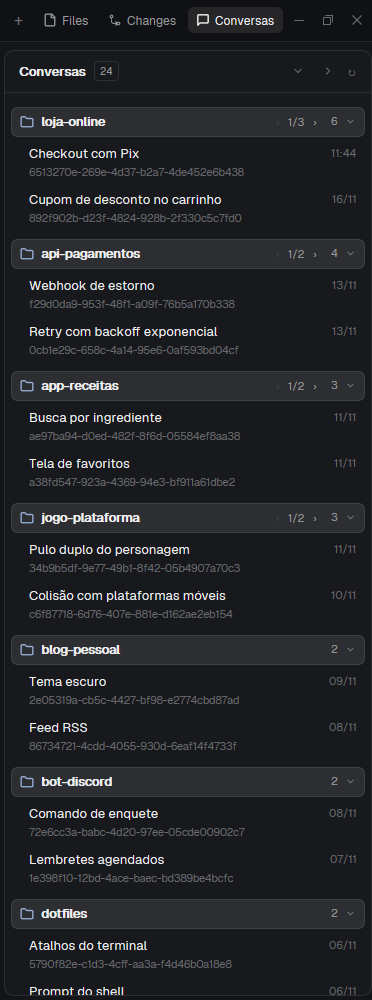 Files Changes Conversas
Conversas 24
loja-online 1/3 6
Checkout com Pix 11:44
6513270e-269e-4d37-b2a7-4de452e6b438
Cupom de desconto no carrinho 16/11
892f902b-d23f-4824-928b-2f330c5c7fd0
api-pagamentos 1/2 4
Webhook de estorno 13/11
f29d0da9-953f-48f1-a09f-76b5a170b338
Retry com backoff exponencial 13/11
0cb1e29c-658c-4a14-95e6-0af593bd04cf
app-receitas 1/2 3
Busca por ingrediente 11/11
ae97ba94-d0ed-482f-8f6d-05584ef8aa38
Tela de favoritos 11/11
a38fd547-923a-4369-94e3-bf911a61dbe2
jogo-plataforma 1/2 3
Pulo duplo do personagem 11/11
34b9b5df-9e77-49b1-8f42-05b4907a70c3
Colisão com plataformas móveis 10/11
c6f87718-6d76-407e-881e-d162ae2eb154
blog-pessoal 2
Tema escuro 09/11
2e05319a-cb5c-4427-bf98-e2774cbd87ad
Feed RSS 08/11
86734721-4cdd-4055-930d-6eaf14f4733f
bot-discord 2
Comando de enquete 08/11
72e6cc3a-babc-4d20-97ee-05cde00902c7
Lembretes agendados 07/11
1e398f10-12bd-4ace-baec-bd389be4bcfc
dotfiles 2
Atalhos do terminal 06/11
5790f82e-c1d3-4cff-aa3a-f4d46b0a18e8
Prompt do shell 06/11